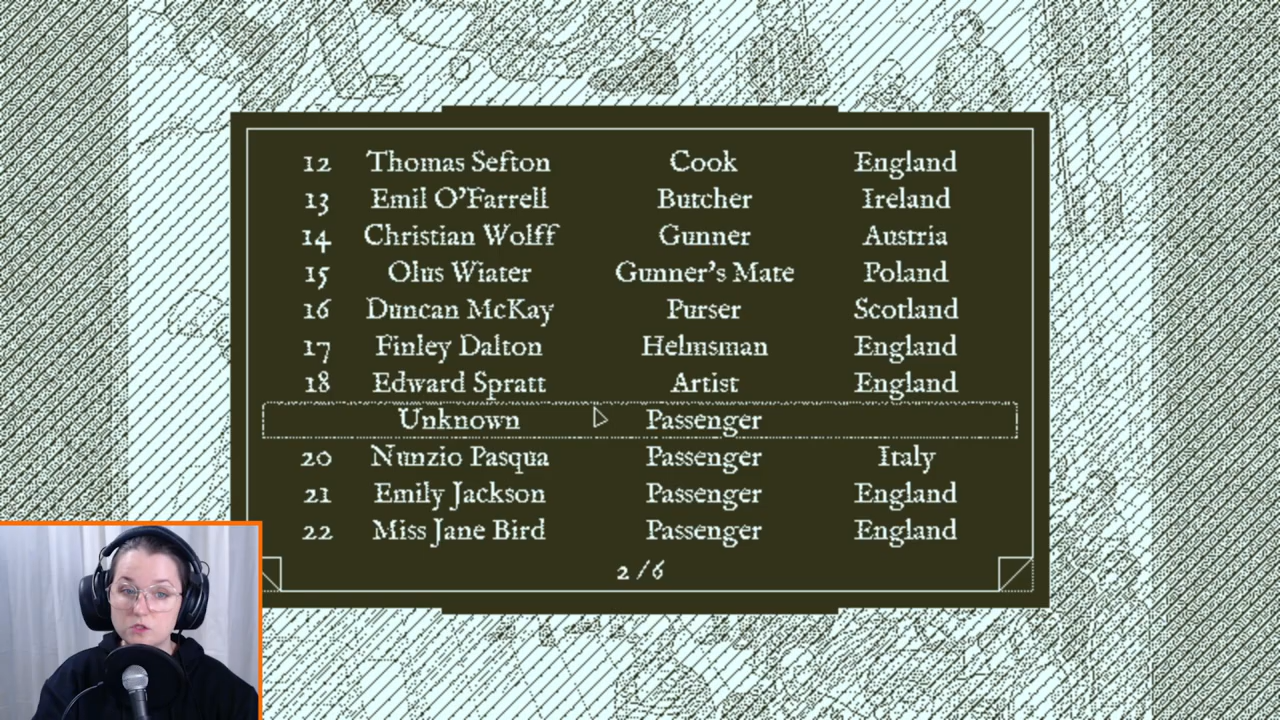 12 Thomas Sefton Cook England
13 Emil O'Farrell Butcher Ireland
14 Christian Wolff Gunner Austria
15 Olus Wiater Gunner's Mate Poland
16 Duncan McKay Purser Scotland
17 Finley Dalton Helmsman England
18 Edward Spratt Artist England
Unknown Passenger
20 Nunzio Pasqua Passenger Italy
21 Emily Jackson Passenger England
22 Miss Jane Bird Passenger England
2/6